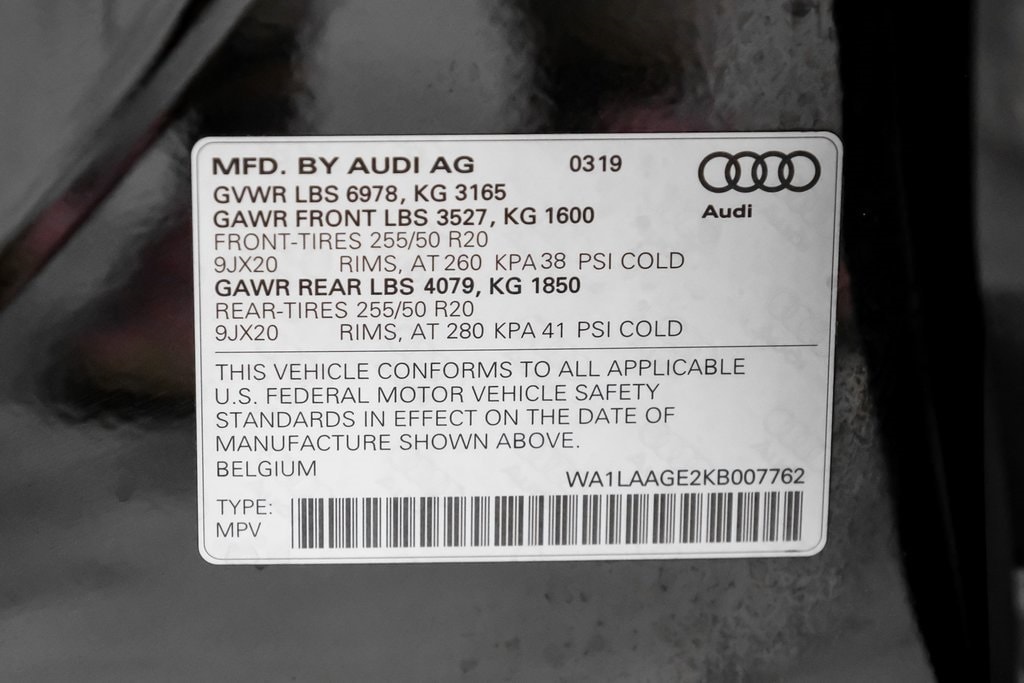 MFD. BY AUDI AG 0319
GVWR LBS 6978, KG 3165
GAWR FRONT LBS 3527, KG 1600
Audi
FRONT-TIRES 255/50 R20
9JX20 RIMS, AT 260 KPA 38 PSI COLD
GAWR REAR LBS 4079, KG 1850
REAR-TIRES 255/50 R20
9JX20 RIMS, AT 280 KPA 41 PSI COLD
THIS VEHICLE CONFORMS TO ALL APPLICABLE
U.S. FEDERAL MOTOR VEHICLE SAFETY
STANDARDS IN EFFECT ON THE DATE OF
MANUFACTURE SHOWN ABOVE.
BELGIUM
WA1LAAGE2KB007762
TYPE:
MPV